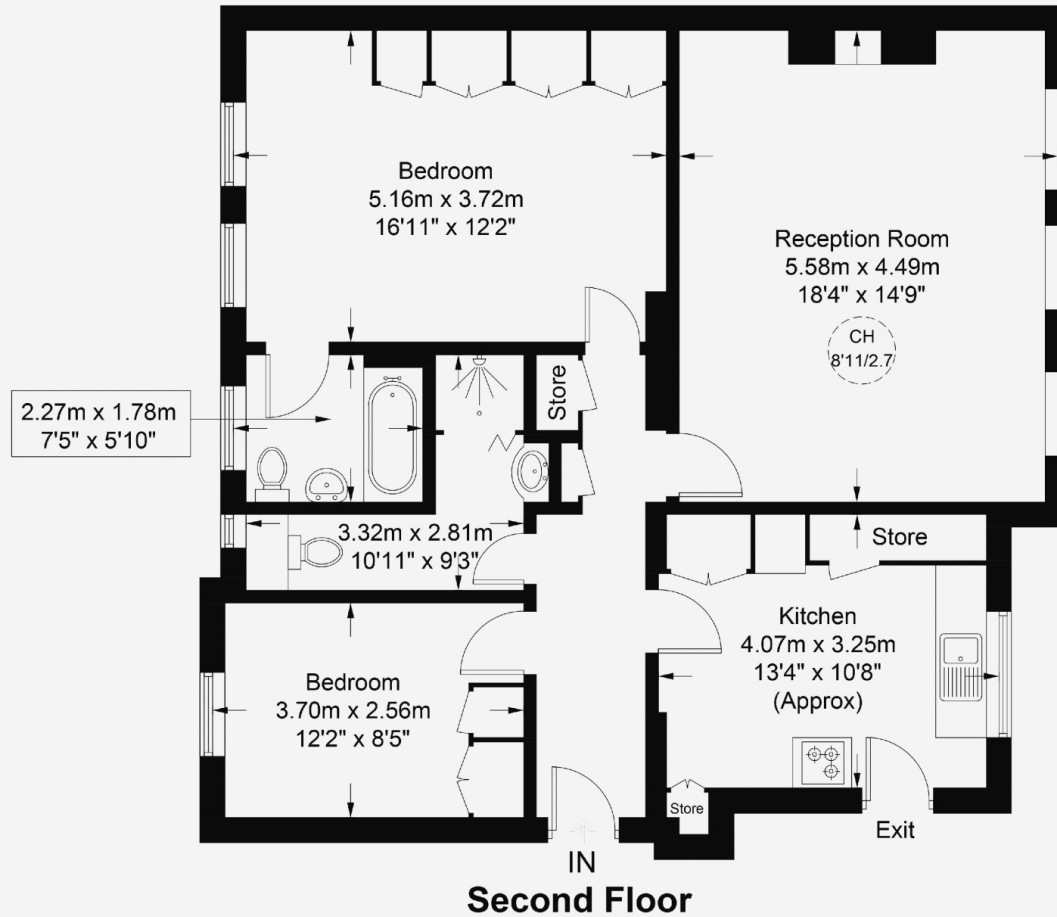 Bedroom
5.16m x 3.72m
16'11" x 12'2"
Reception Room
5.58m x 4.49m
18'4" x 14'9"
CH
8'11/2.7
2.27m x 1.78m
7'5" x 5'10"
Store
3.32m x 2.81m
10'11" x 9'3"
Store
Kitchen
4.07m x 3.25m
13'4" x 10'8"
(Approx)
Bedroom
3.70m x 2.56m
12'2" x 8'5"
Store
Exit
IN
Second Floor